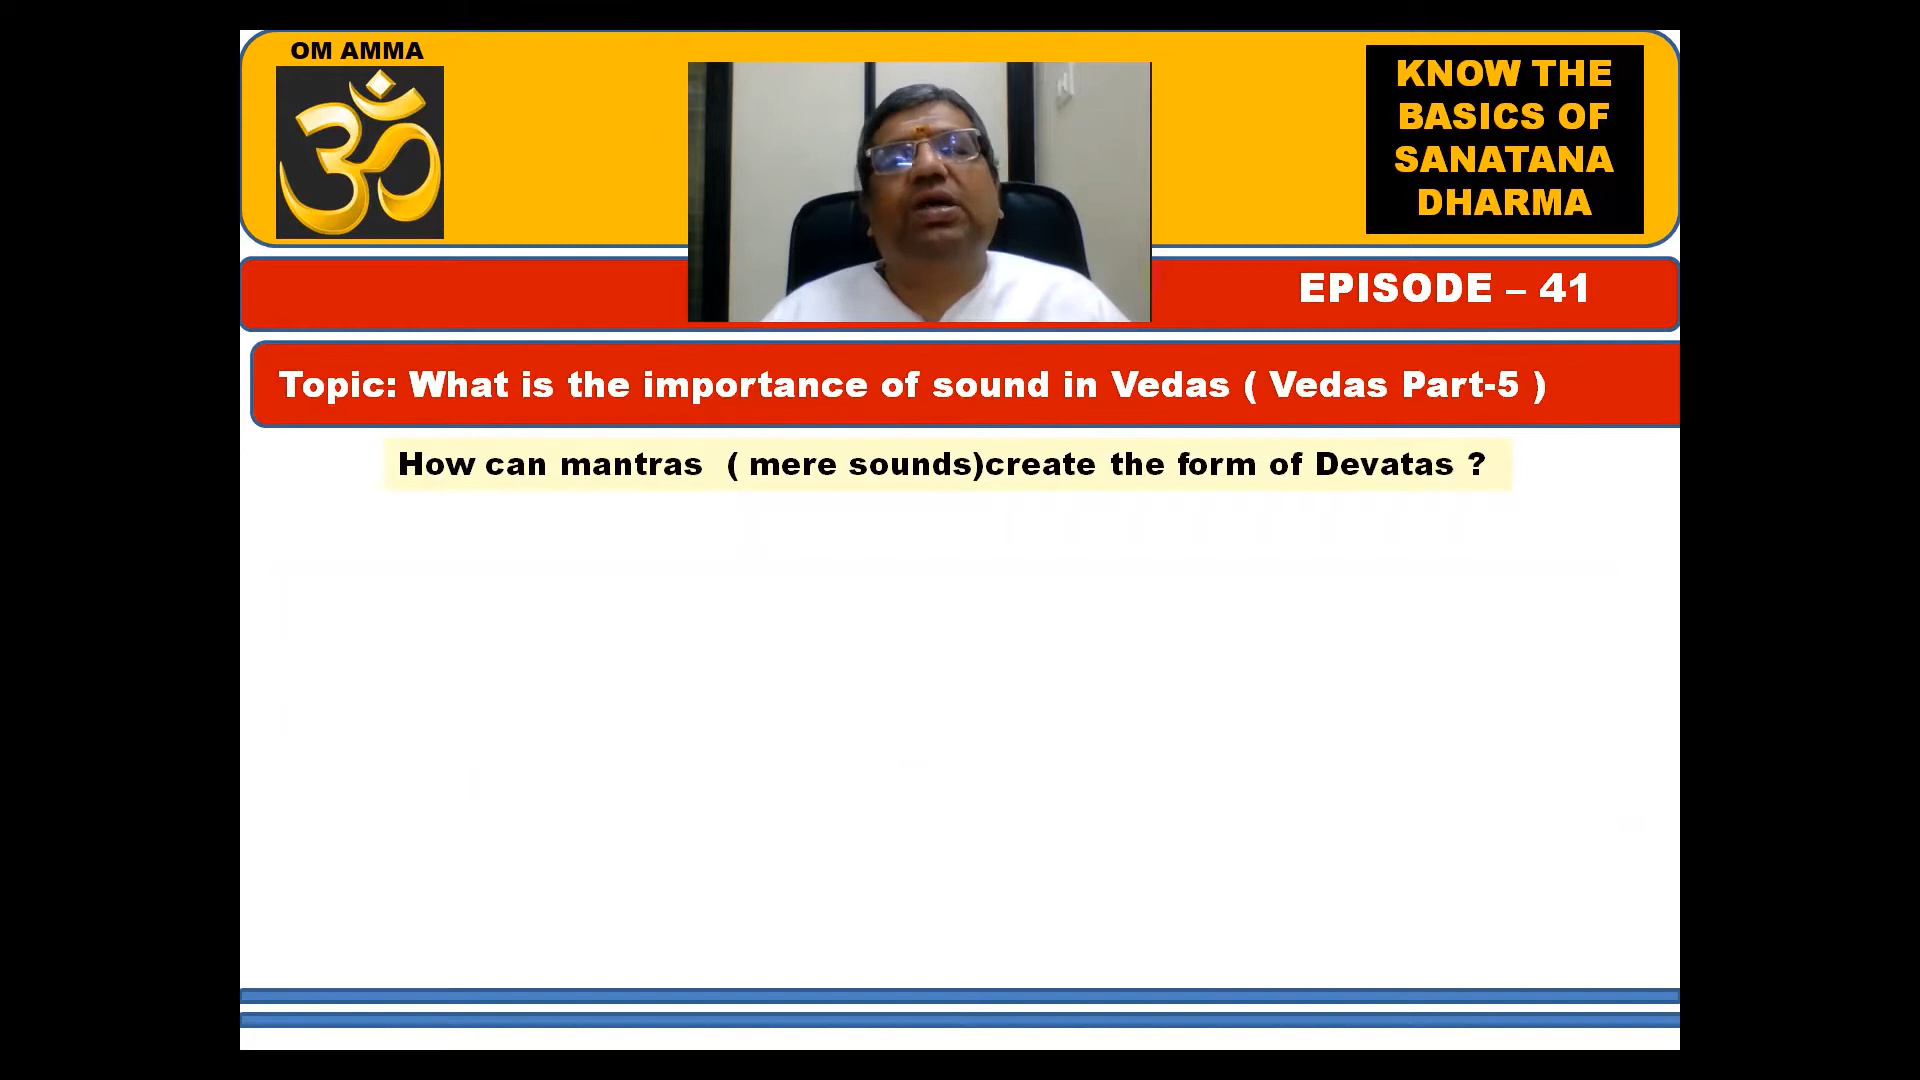 OM AMMA
ॐ
KNOW THE
BASICS OF
SANATANA
DHARMA
EPISODE – 41
Topic: What is the importance of sound in Vedas ( Vedas Part-5 )
How can mantras ( mere sounds)create the form of Devatas ?